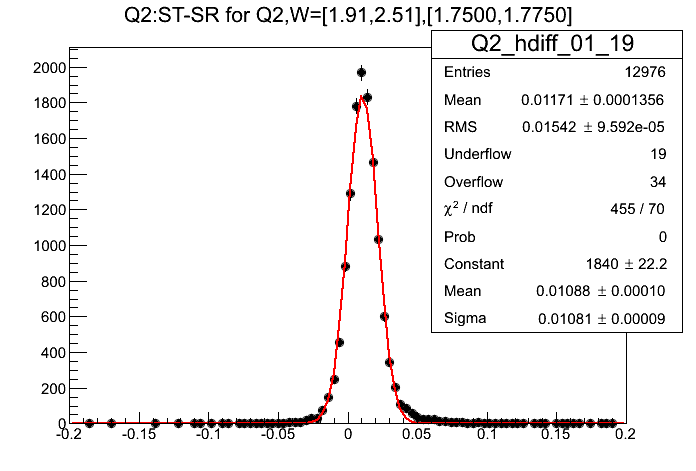 Q2:ST-SR for Q2,W=[1.91,2.51],[1.7500,1.7750]
Q2_hdiff_01_19
Entries 12976
Mean 0.01171 ± 0.0001356
RMS 0.01542 ± 9.592e-05
Underflow 19
Overflow 34
χ² / ndf 455 / 70
Prob 0
Constant 1840 ± 22.2
Mean 0.01088 ± 0.00010
Sigma 0.01081 ± 0.00009
2000
1800
1600
1400
1200
1000
800
600
400
200
0
-0.2 -0.15 -0.1 -0.05 0 0.05 0.1 0.15 0.2